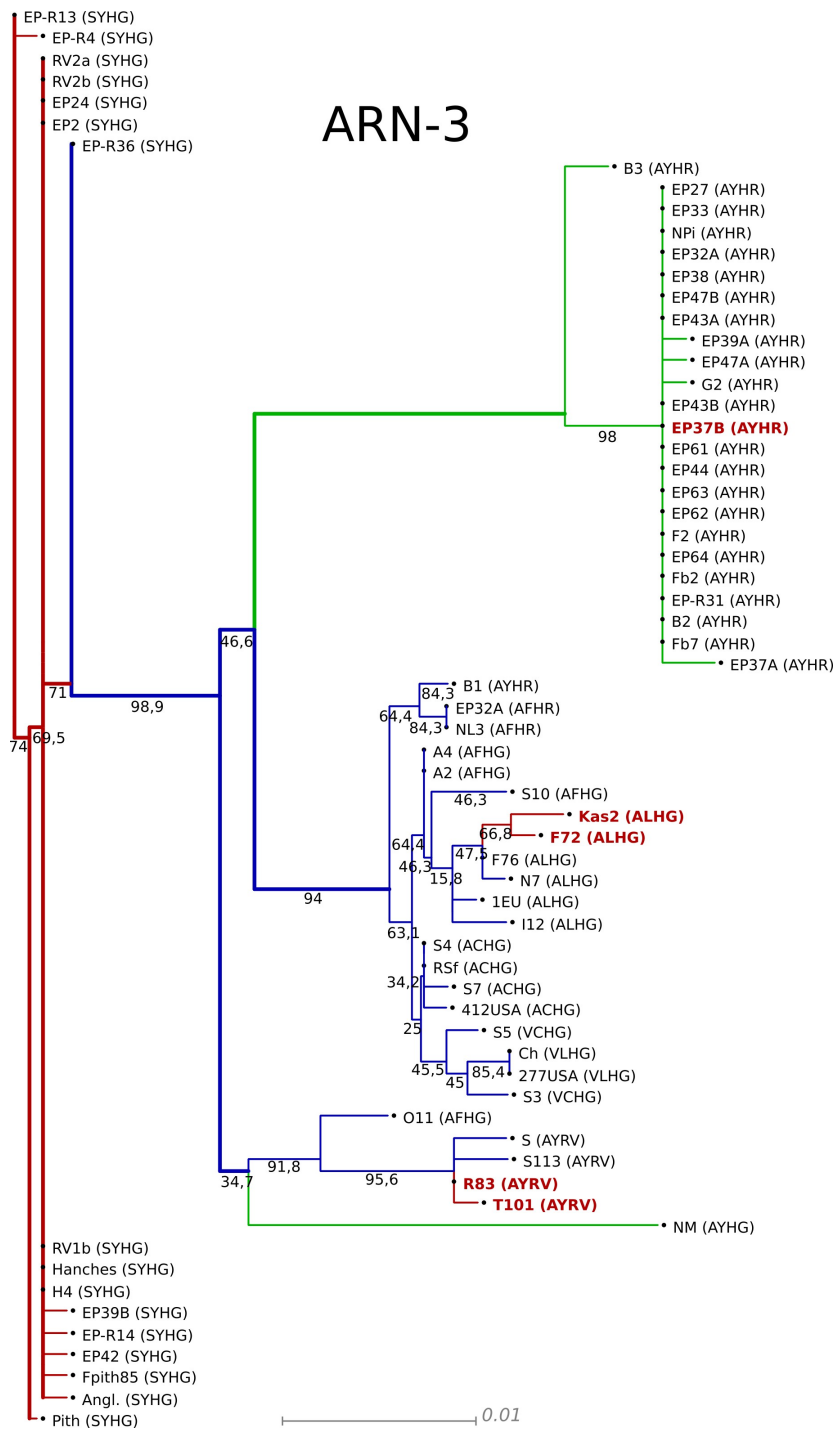 EP-R13 (SYHG)
EP-R4 (SYHG)
RV2a (SYHG)
RV2b (SYHG)
EP24 (SYHG)
EP2 (SYHG)
ARN-3
EP-R36 (SYHG)
B3 (AYHR)
EP27 (AYHR)
EP33 (AYHR)
NPi (AYHR)
EP32A (AYHR)
EP38 (AYHR)
EP47B (AYHR)
EP43A (AYHR)
EP39A (AYHR)
EP47A (AYHR)
G2 (AYHR)
EP43B (AYHR)
EP37B (AYHR)
98
EP61 (AYHR)
EP44 (AYHR)
EP63 (AYHR)
EP62 (AYHR)
F2 (AYHR)
EP64 (AYHR)
Fb2 (AYHR)
EP-R31 (AYHR)
B2 (AYHR)
46,6
Fb7 (AYHR)
EP37A (AYHR)
B1 (AYHR)
71
84,3
98,9
EP32A (AFHR)
64,4
84,3
NL3 (AFHR)
74
69,5
A4 (AFHG)
A2 (AFHG)
S10 (AFHG)
46,3
Kas2 (ALHG)
66,8
F72 (ALHG)
64,4
47,5
F76 (ALHG)
46,3
15,8
N7 (ALHG)
94
1EU (ALHG)
I12 (ALHG)
63,1
S4 (ACHG)
RSf (ACHG)
34,2
S7 (ACHG)
412USA (ACHG)
25
S5 (VCHG)
Ch (VLHG)
45,5
85,4
277USA (VLHG)
45
S3 (VCHG)
O11 (AFHG)
S (AYRV)
S113 (AYRV)
91,8
95,6
34,7
R83 (AYRV)
T101 (AYRV)
NM (AYHG)
RV1b (SYHG)
Hanches (SYHG)
H4 (SYHG)
EP39B (SYHG)
EP-R14 (SYHG)
EP42 (SYHG)
Fpith85 (SYHG)
Angl. (SYHG)
Pith (SYHG)
0.01